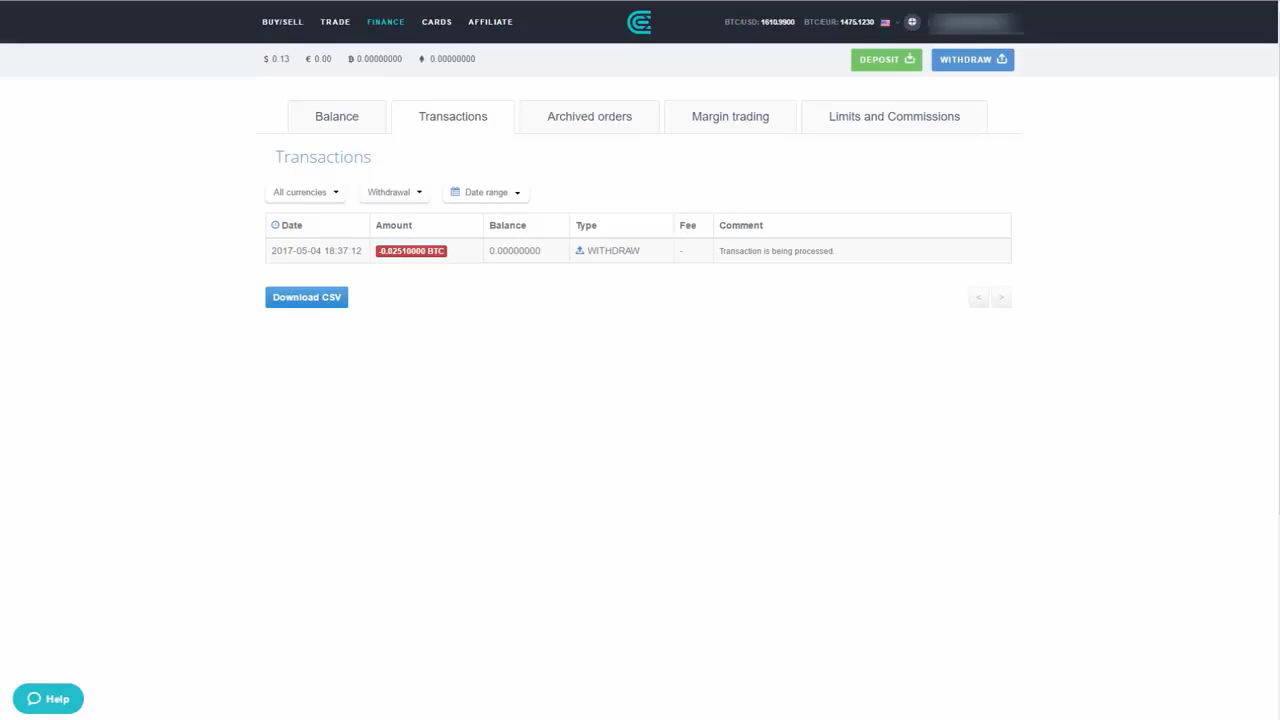 BUY/SELL TRADE FINANCE CARDS AFFILIATE BTC/USD: 1610.9900 BTC/EUR: 1475.1230
$ 0.13 € 0.00 ฿ 0.00000000 0.00000000 DEPOSIT WITHDRAW
Balance Transactions Archived orders Margin trading Limits and Commissions
Transactions
All currencies Withdrawal Date range
Date Amount Balance Type Fee Comment
2017-05-04 18:37:12 -0.02510000 BTC 0.00000000 WITHDRAW - Transaction is being processed.
Download CSV < >
Help